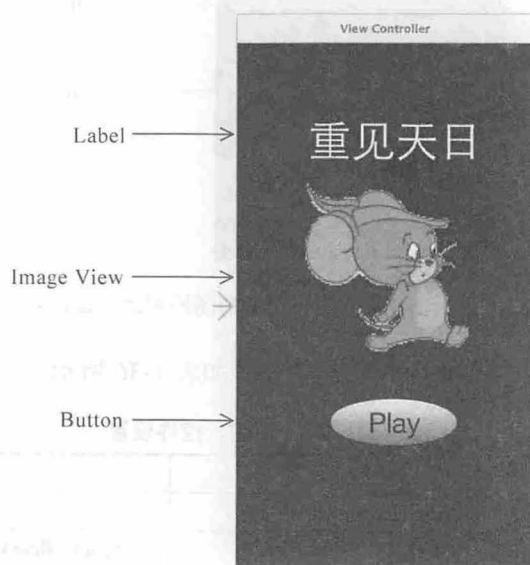 View Controller
Label
重见天日
Image View
Button
Play